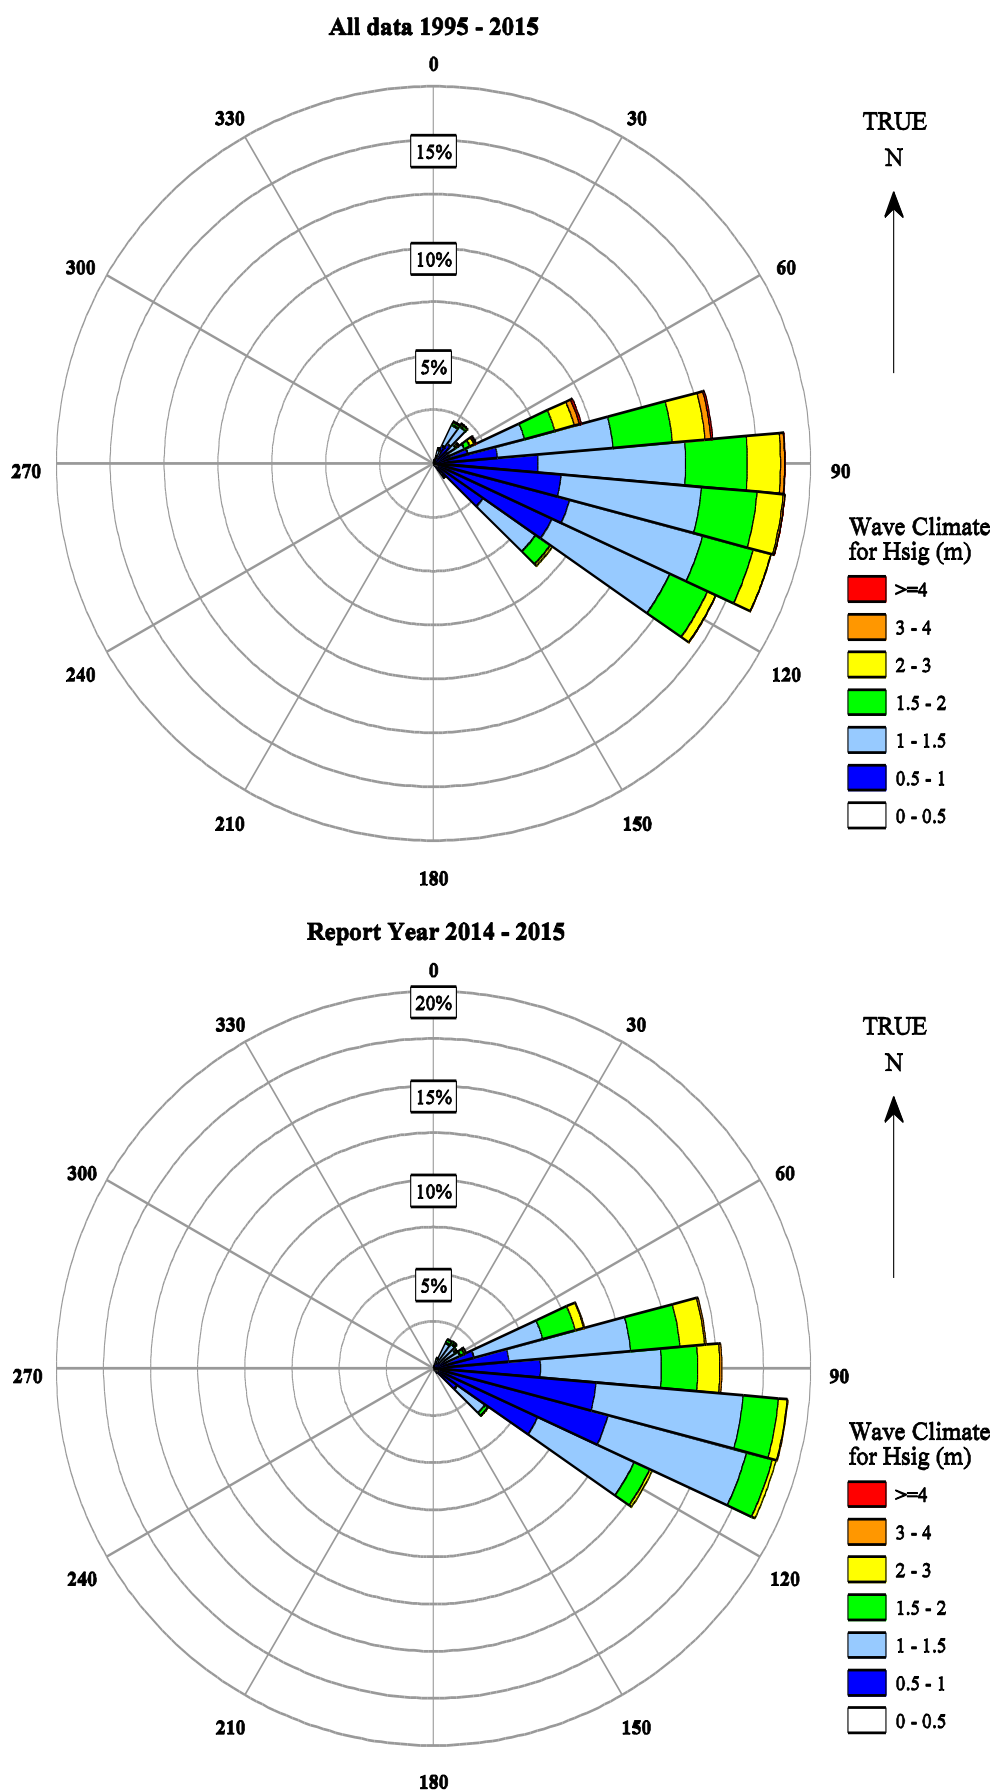 All data 1995 - 2015
0
330
30
TRUE
N
15%
300
10%
60
5%
270
90
Wave Climate
for Hsig (m)
>=4
3 - 4
2 - 3
1.5 - 2
1 - 1.5
0.5 - 1
0 - 0.5
240
120
210
150
180
Report Year 2014 - 2015
0
20%
330
30
TRUE
N
15%
300
10%
60
5%
270
90
Wave Climate
for Hsig (m)
>=4
3 - 4
2 - 3
1.5 - 2
1 - 1.5
0.5 - 1
0 - 0.5
240
120
210
150
180